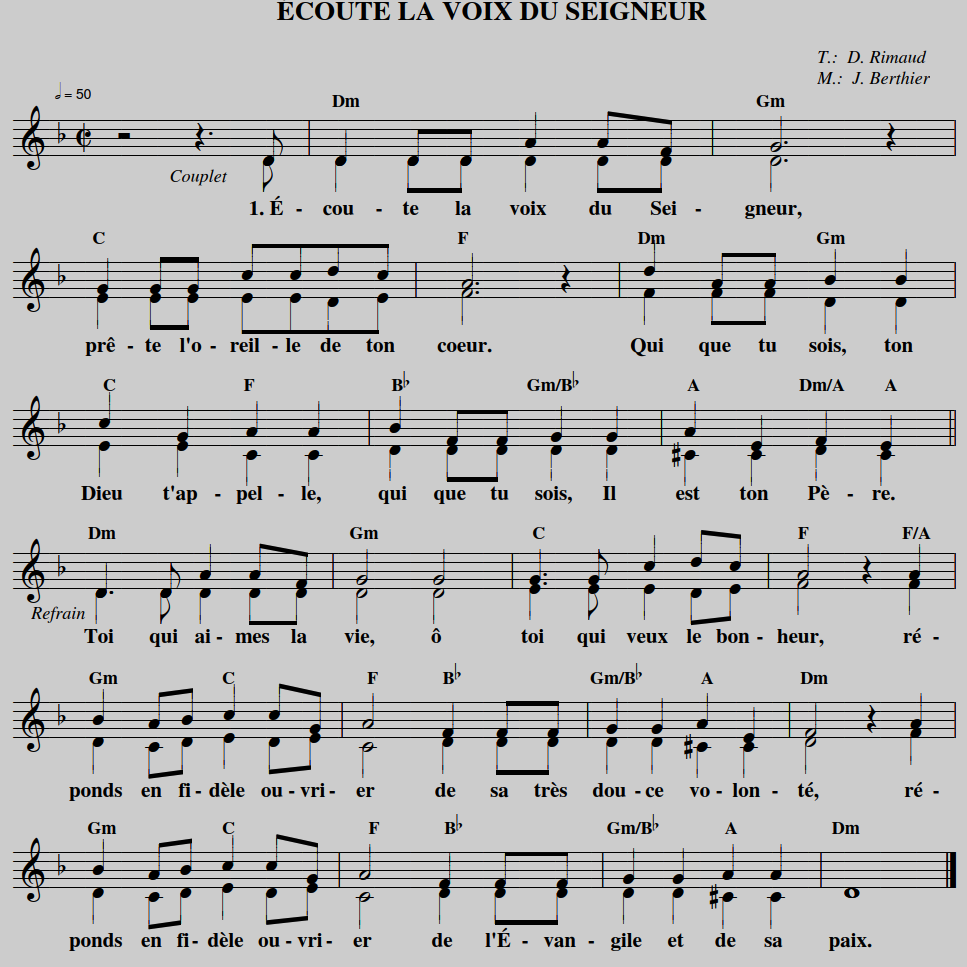 ÉCOUTE LA VOIX DU SEIGNEUR
T.: D. Rimaud
M.: J. Berthier
= 50
Dm Gm
Couplet
1. É - cou - te la voix du Sei - gneur,
C F Dm Gm
prê - te l'o - reil - le de ton coeur. Qui que tu sois, ton
C F B♭ Gm/B♭ A Dm/A A
Dieu t'ap - pel - le, qui que tu sois, Il est ton Pè - re.
Dm Gm C F F/A
Refrain
Toi qui ai - mes la vie, ô toi qui veux le bon - heur, ré -
Gm C F B♭ Gm/B♭ A Dm
ponds en fi - dèle ou - vri - er de sa très dou - ce vo - lon - té, ré -
Gm C F B♭ Gm/B♭ A Dm
ponds en fi - dèle ou - vri - er de l'É - van - gile et de sa paix.